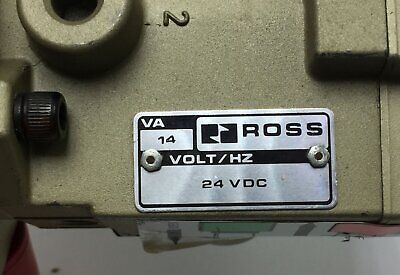 2
VA
14 ROSS
VOLT/HZ
24 VDC